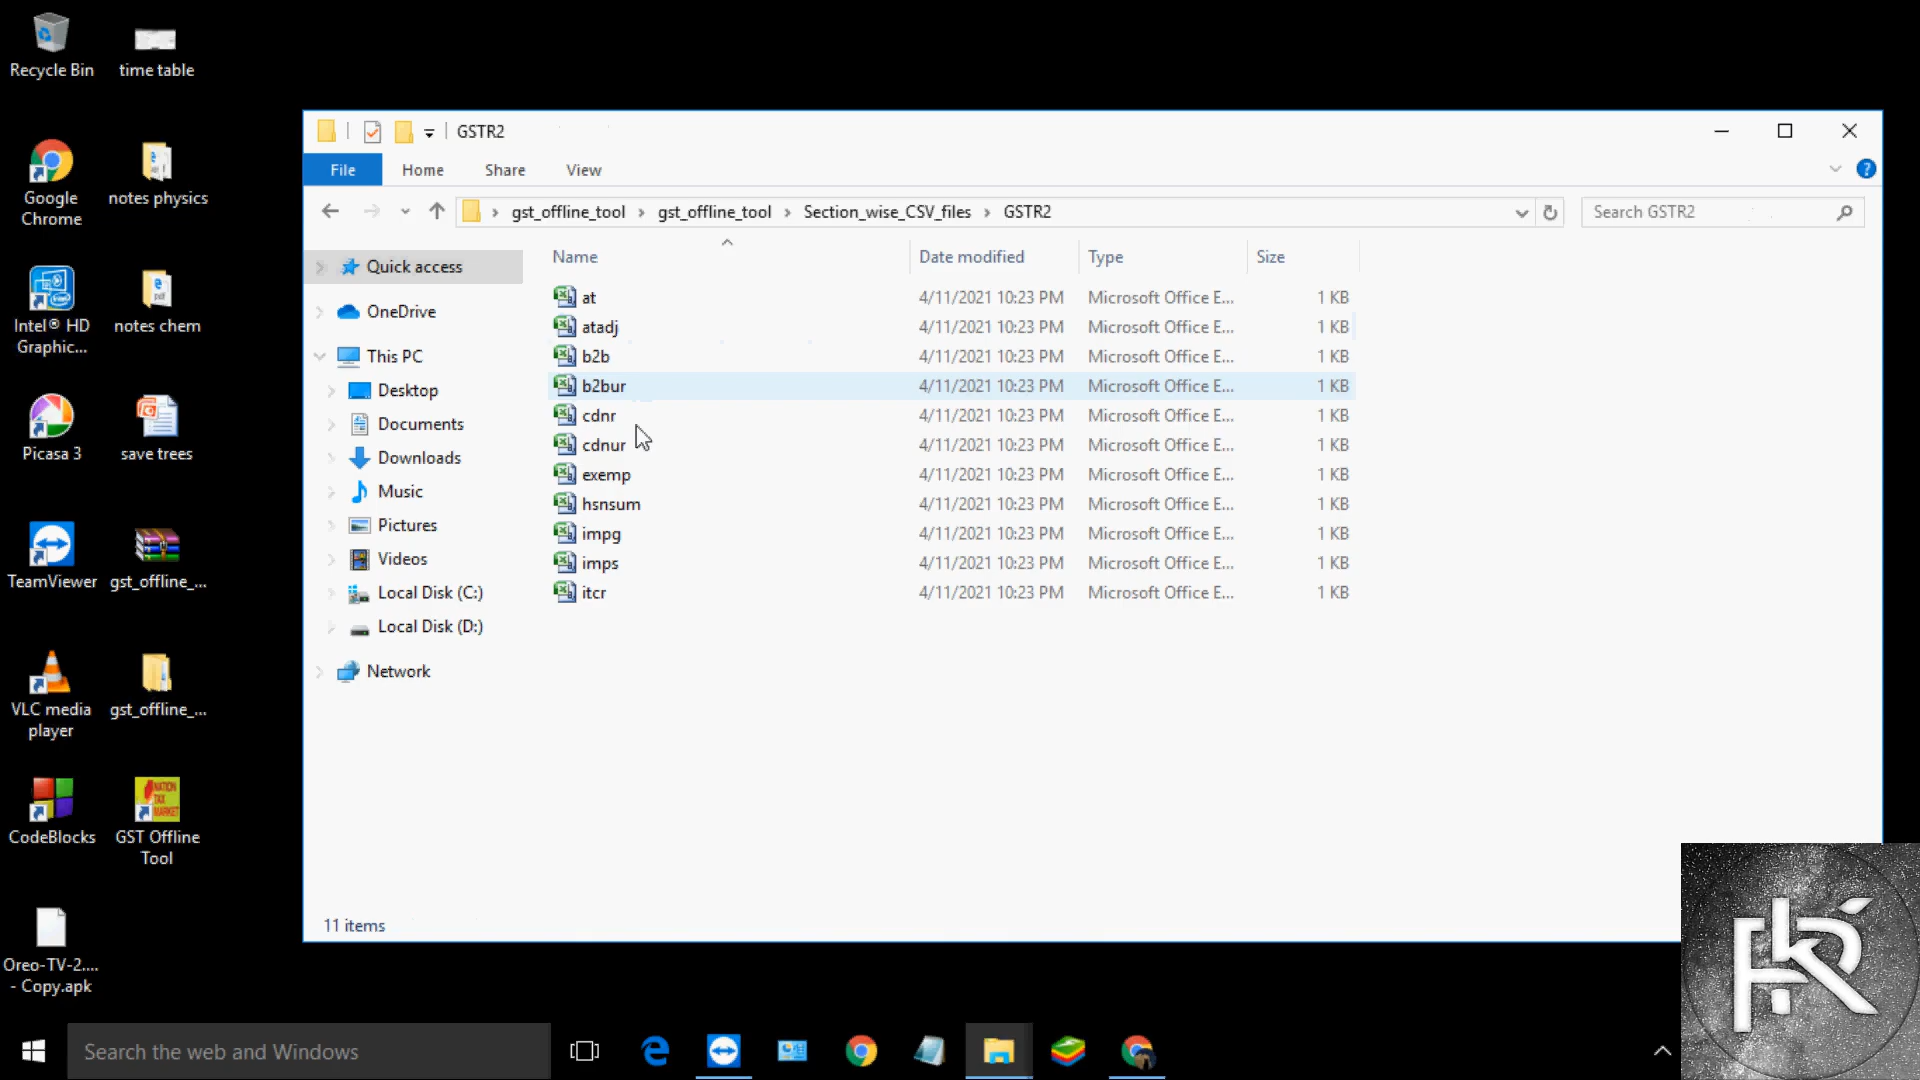 Recycle Bin
time table
Google
Chrome
notes physics
Intel® HD
Graphic...
notes chem
Picasa 3
save trees
TeamViewer
gst_offline_...
VLC media
player
gst_offline_...
CodeBlocks
GST Offline
Tool
NATION
TAX
MARKET
Oreo-TV-2....
- Copy.apk
GSTR2
File Home Share View
gst_offline_tool › gst_offline_tool › Section_wise_CSV_files › GSTR2
Search GSTR2
Quick access
OneDrive
This PC
Desktop
Documents
Downloads
Music
Pictures
Videos
Local Disk (C:)
Local Disk (D:)
Network
Name Date modified Type Size
at 4/11/2021 10:23 PM Microsoft Office E... 1 KB
atadj 4/11/2021 10:23 PM Microsoft Office E... 1 KB
b2b 4/11/2021 10:23 PM Microsoft Office E... 1 KB
b2bur 4/11/2021 10:23 PM Microsoft Office E... 1 KB
cdnr 4/11/2021 10:23 PM Microsoft Office E... 1 KB
cdnur 4/11/2021 10:23 PM Microsoft Office E... 1 KB
exemp 4/11/2021 10:23 PM Microsoft Office E... 1 KB
hsnsum 4/11/2021 10:23 PM Microsoft Office E... 1 KB
impg 4/11/2021 10:23 PM Microsoft Office E... 1 KB
imps 4/11/2021 10:23 PM Microsoft Office E... 1 KB
itcr 4/11/2021 10:23 PM Microsoft Office E... 1 KB
11 items
Search the web and Windows